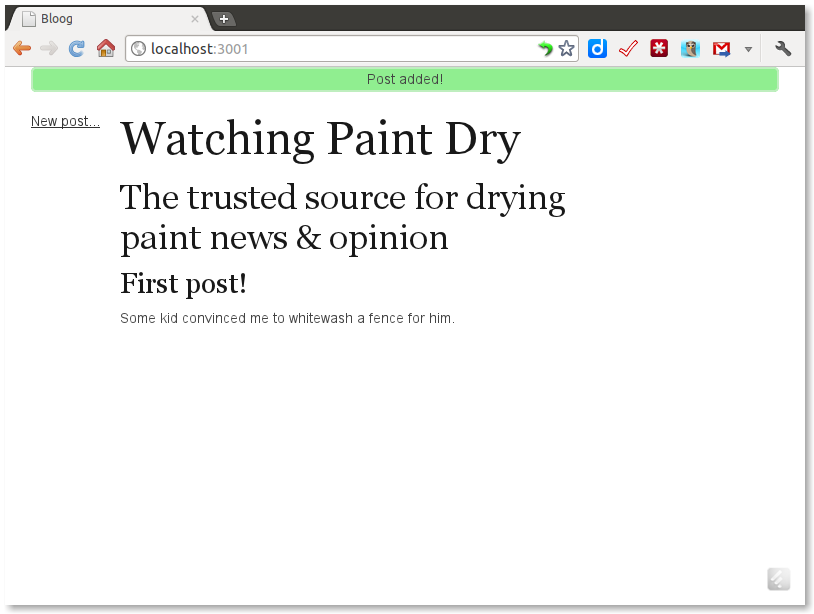 Bloog
localhost:3001
Post added!
New post...
Watching Paint Dry
The trusted source for drying
paint news & opinion
First post!
Some kid convinced me to whitewash a fence for him.